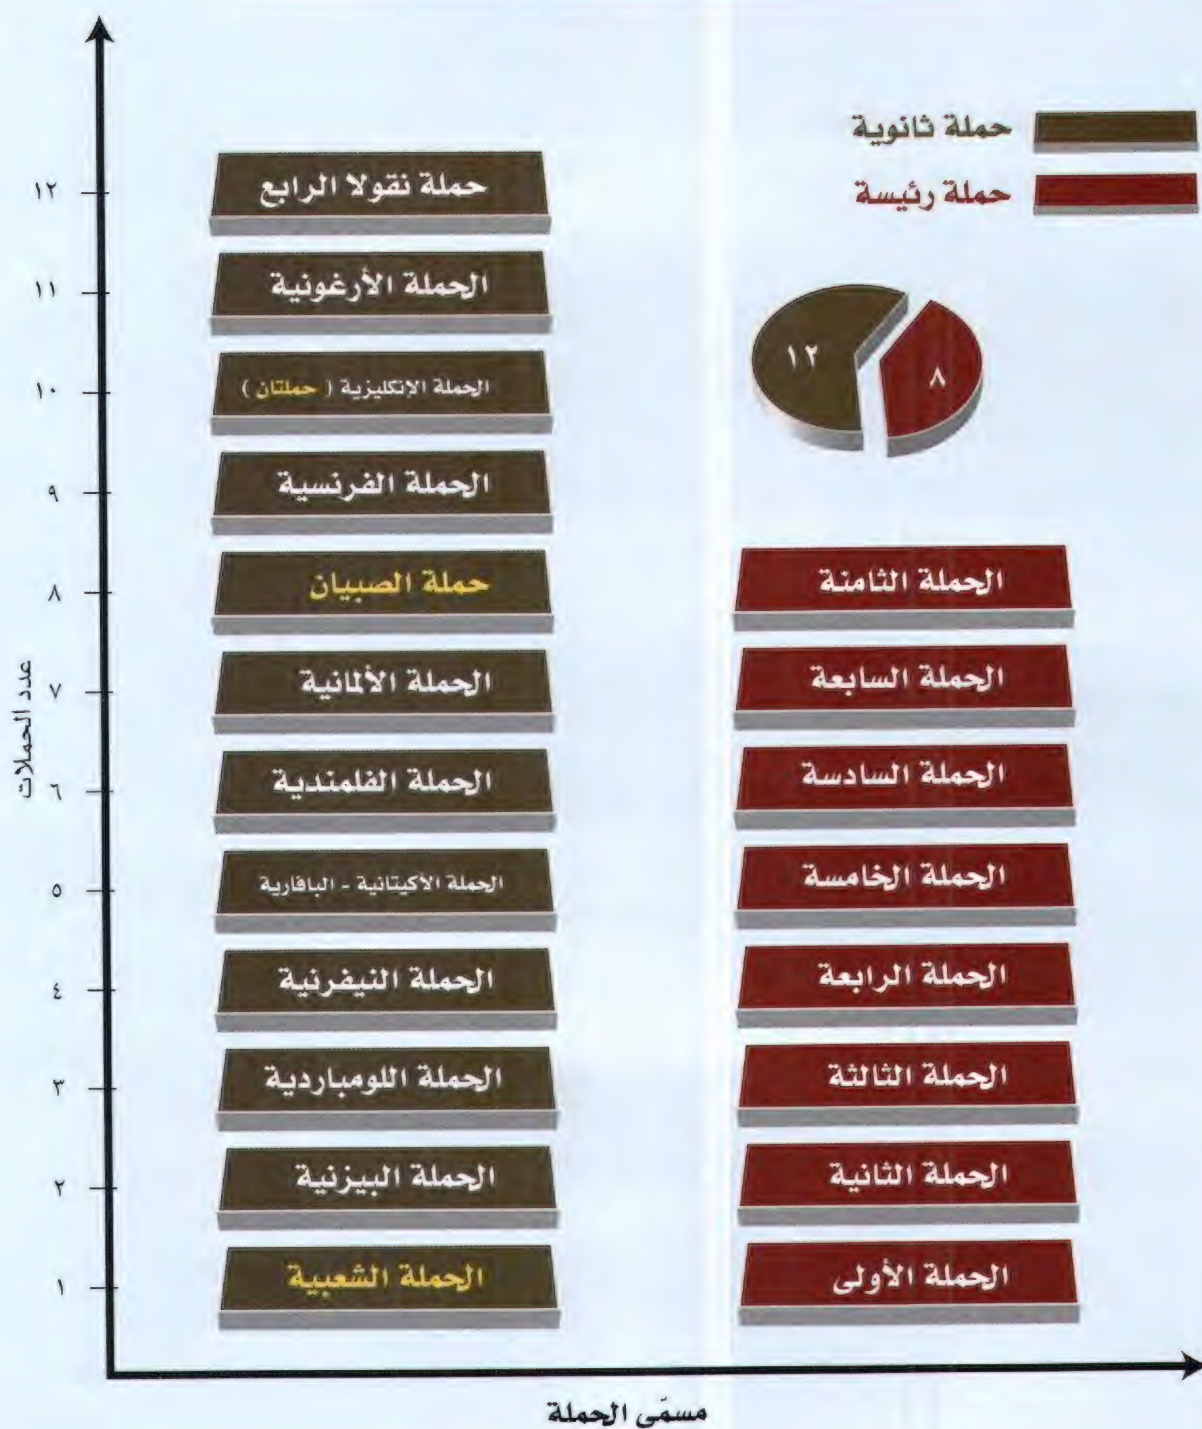 حملة ثانوية
حملة رئيسة
١٢
٨
عدد الحملات
١٢
١١
١٠
٩
٨
٧
٦
٥
٤
٣
٢
١
الحملة الثامنة
الحملة السابعة
الحملة السادسة
الحملة الخامسة
الحملة الرابعة
الحملة الثالثة
الحملة الثانية
الحملة الأولى
حملة نقولا الرابع
الحملة الأرغونية
الحملة الإنكليزية ( حملتان )
الحملة الفرنسية
حملة الصبيان
الحملة الألمانية
الحملة الفلمندية
الحملة الأكيتانية - البافارية
الحملة النيفرنية
الحملة اللومباردية
الحملة البيزنية
الحملة الشعبية
مسمّى الحملة